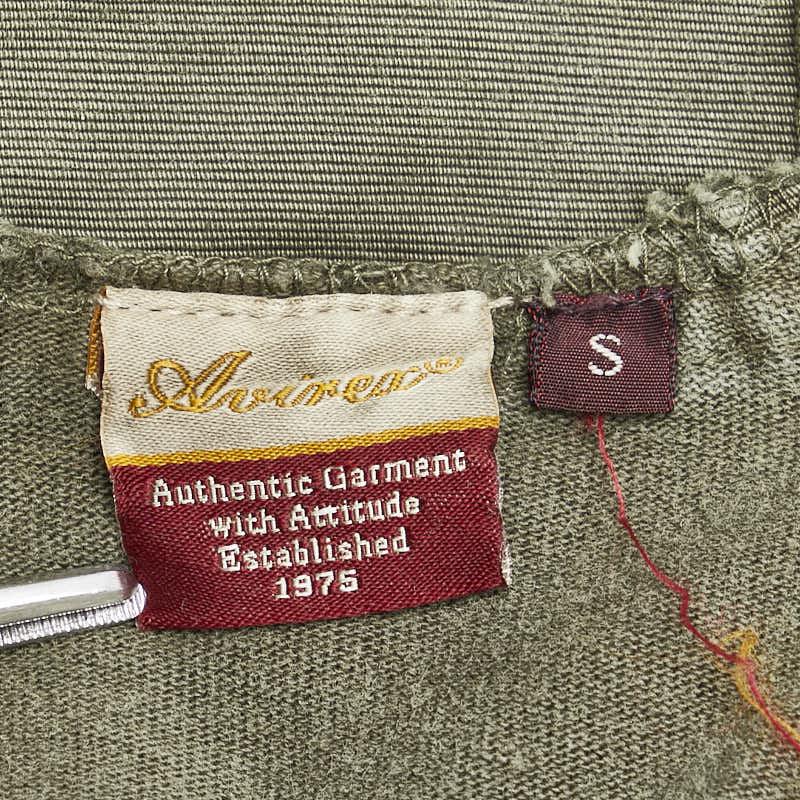 Avirex
Authentic Garment
with Attitude
Established
1975
S